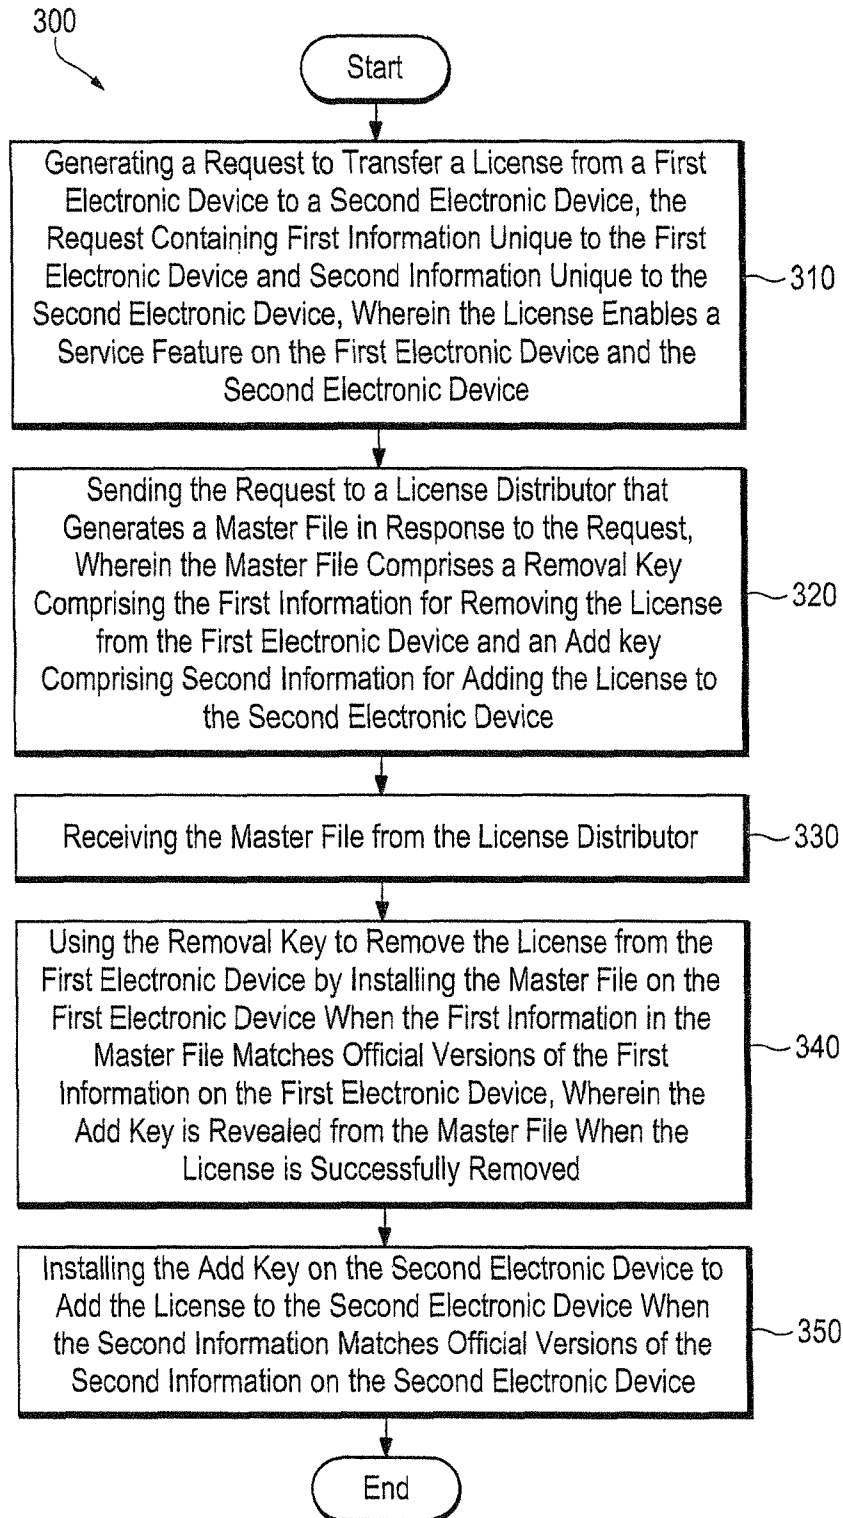 300
Start
Generating a Request to Transfer a License from a First
Electronic Device to a Second Electronic Device, the
Request Containing First Information Unique to the First
Electronic Device and Second Information Unique to the
Second Electronic Device, Wherein the License Enables a
Service Feature on the First Electronic Device and the
Second Electronic Device
310
Sending the Request to a License Distributor that
Generates a Master File in Response to the Request,
Wherein the Master File Comprises a Removal Key
Comprising the First Information for Removing the License
from the First Electronic Device and an Add key
Comprising Second Information for Adding the License to
the Second Electronic Device
320
Receiving the Master File from the License Distributor
330
Using the Removal Key to Remove the License from the
First Electronic Device by Installing the Master File on the
First Electronic Device When the First Information in the
Master File Matches Official Versions of the First
Information on the First Electronic Device, Wherein the
Add Key is Revealed from the Master File When the
License is Successfully Removed
340
Installing the Add Key on the Second Electronic Device to
Add the License to the Second Electronic Device When
the Second Information Matches Official Versions of the
Second Information on the Second Electronic Device
350
End